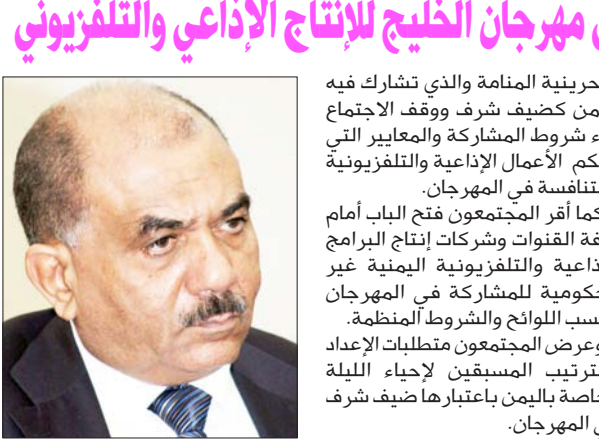 مهرجان الخليج للإنتاج الإذاعي والتلفزيوني
حرينية المنامة والذي تشارك فيه
من كضيف شرف ووقف الاجتماع
ء شروط المشاركة والمعايير التي
كم الأعمال الإذاعية والتلفزيونية
تنافسة في المهرجان.
كما أقر المجتمعون فتح الباب أمام
فة القنوات وشركات إنتاج البرامج
ذاعية والتلفزيونية اليمنية غير
كومية للمشاركة في المهرجان
سب اللوائح والشروط المنظمة.
وعرض المجتمعون متطلبات الإعداد
ترتيب المسبقين لإحياء الليلة
اصة باليمن باعتبارها ضيف شرف
ي المهرجان.